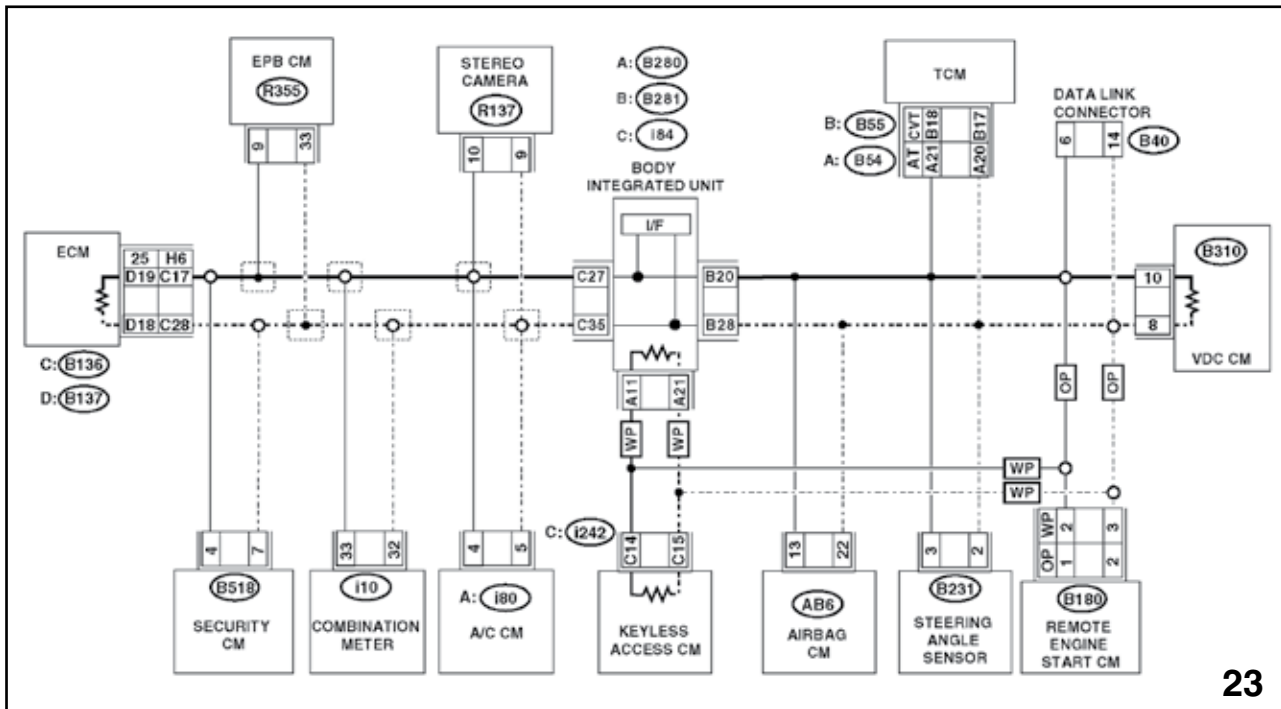 EPB CM
R355
9 33
STEREO
CAMERA
R137
10 9
A: B280
B: B281
C: i84
BODY
INTEGRATED UNIT
I/F
TCM
B: B55
A: B54
CVT B18 B17
AT A21 A20
DATA LINK
CONNECTOR
6 14
B40
ECM
25 H6
D19 C17
D18 C28
C: B136
D: B137
C27
C35
B20
B28
A11 A21
WP WP
B310
10
8
VDC CM
OP OP
WP
WP
4 7
B518
SECURITY
CM
33 32
i10
COMBINATION
METER
4 5
A: i80
A/C CM
C: i242
C14 C15
KEYLESS
ACCESS CM
13 22
AB6
AIRBAG
CM
3 2
B231
STEERING
ANGLE
SENSOR
WP 2 3
OP 1 2
B180
REMOTE
ENGINE
START CM
23